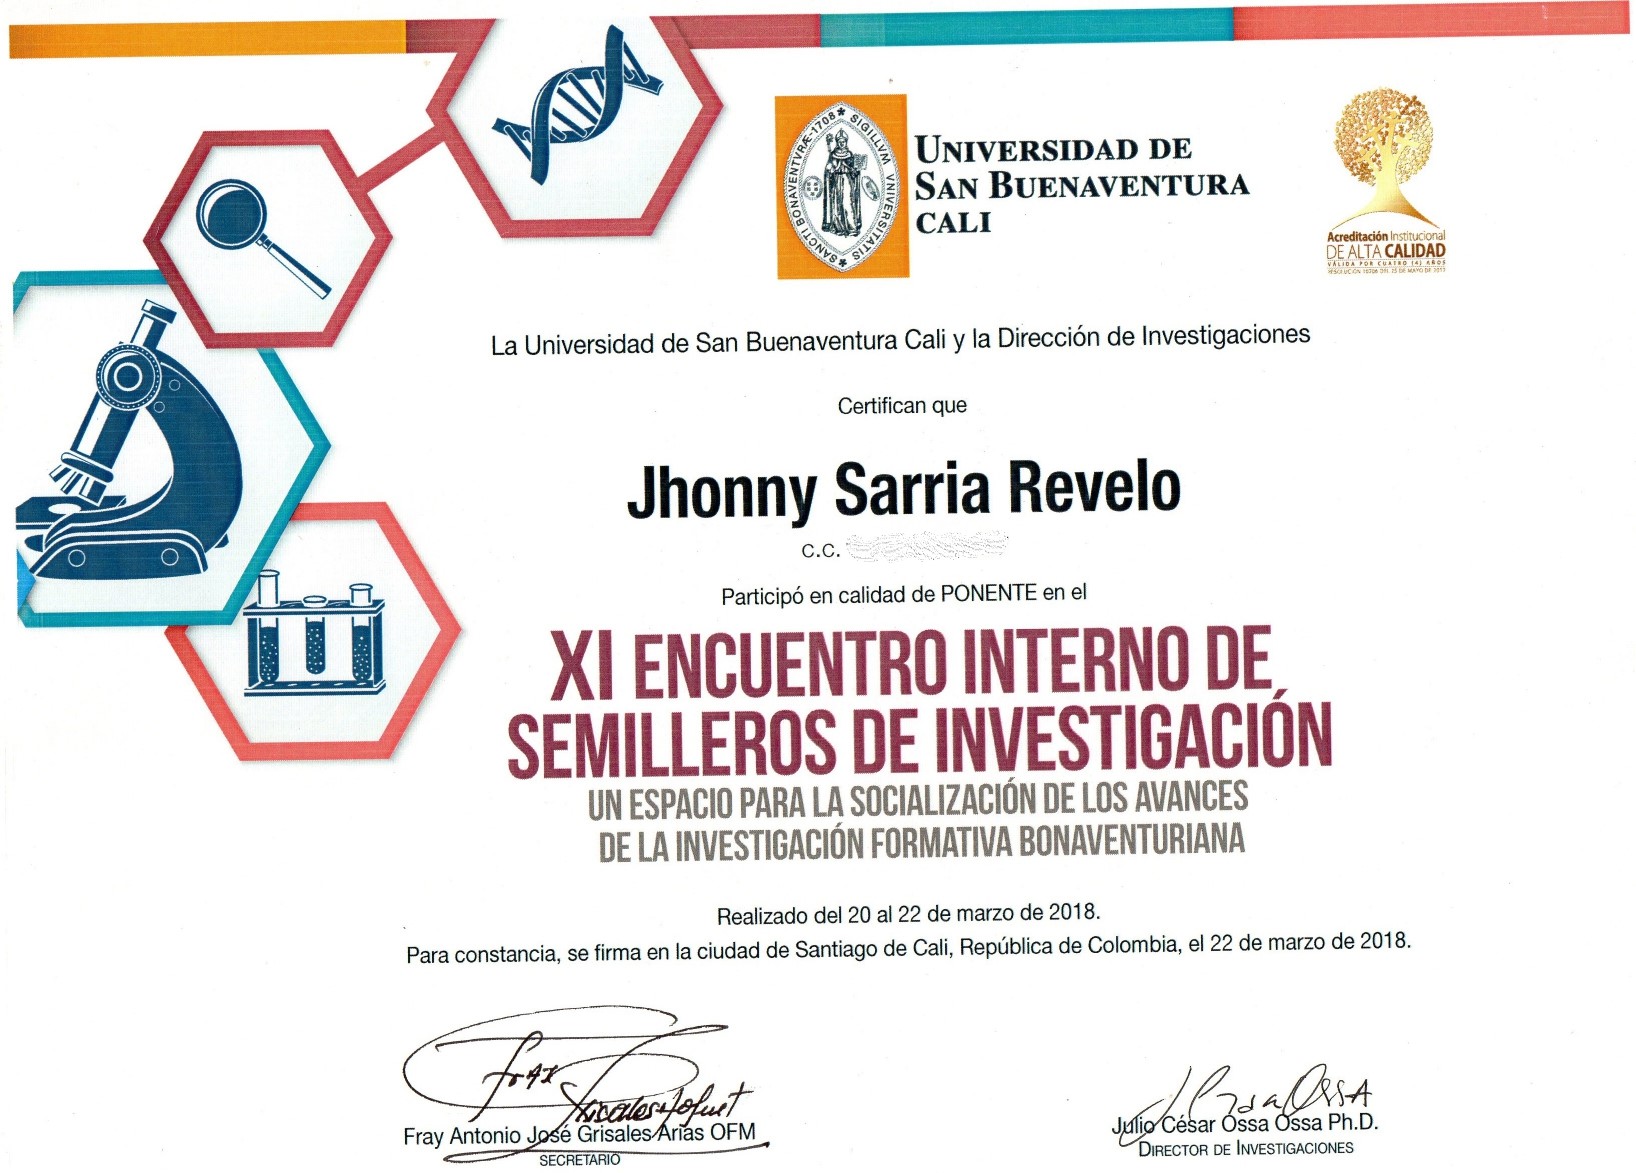 SANCTI BONAVENTVRÆ-1708 SIGILLVM VNIVERSITATIS
UNIVERSIDAD DE
SAN BUENAVENTURA
CALI
Acreditación Institucional
DE ALTA CALIDAD
VÁLIDA POR CUATRO (4) AÑOS
La Universidad de San Buenaventura Cali y la Dirección de Investigaciones
Certifican que
Jhonny Sarria Revelo
C.C.
Participó en calidad de PONENTE en el
XI ENCUENTRO INTERNO DE
SEMILLEROS DE INVESTIGACIÓN
UN ESPACIO PARA LA SOCIALIZACIÓN DE LOS AVANCES
DE LA INVESTIGACIÓN FORMATIVA BONAVENTURIANA
Realizado del 20 al 22 de marzo de 2018.
Para constancia, se firma en la ciudad de Santiago de Cali, República de Colombia, el 22 de marzo de 2018.
Fray Antonio José Grisales Arias OFM
SECRETARIO
Julio César Ossa Ossa Ph.D.
DIRECTOR DE INVESTIGACIONES